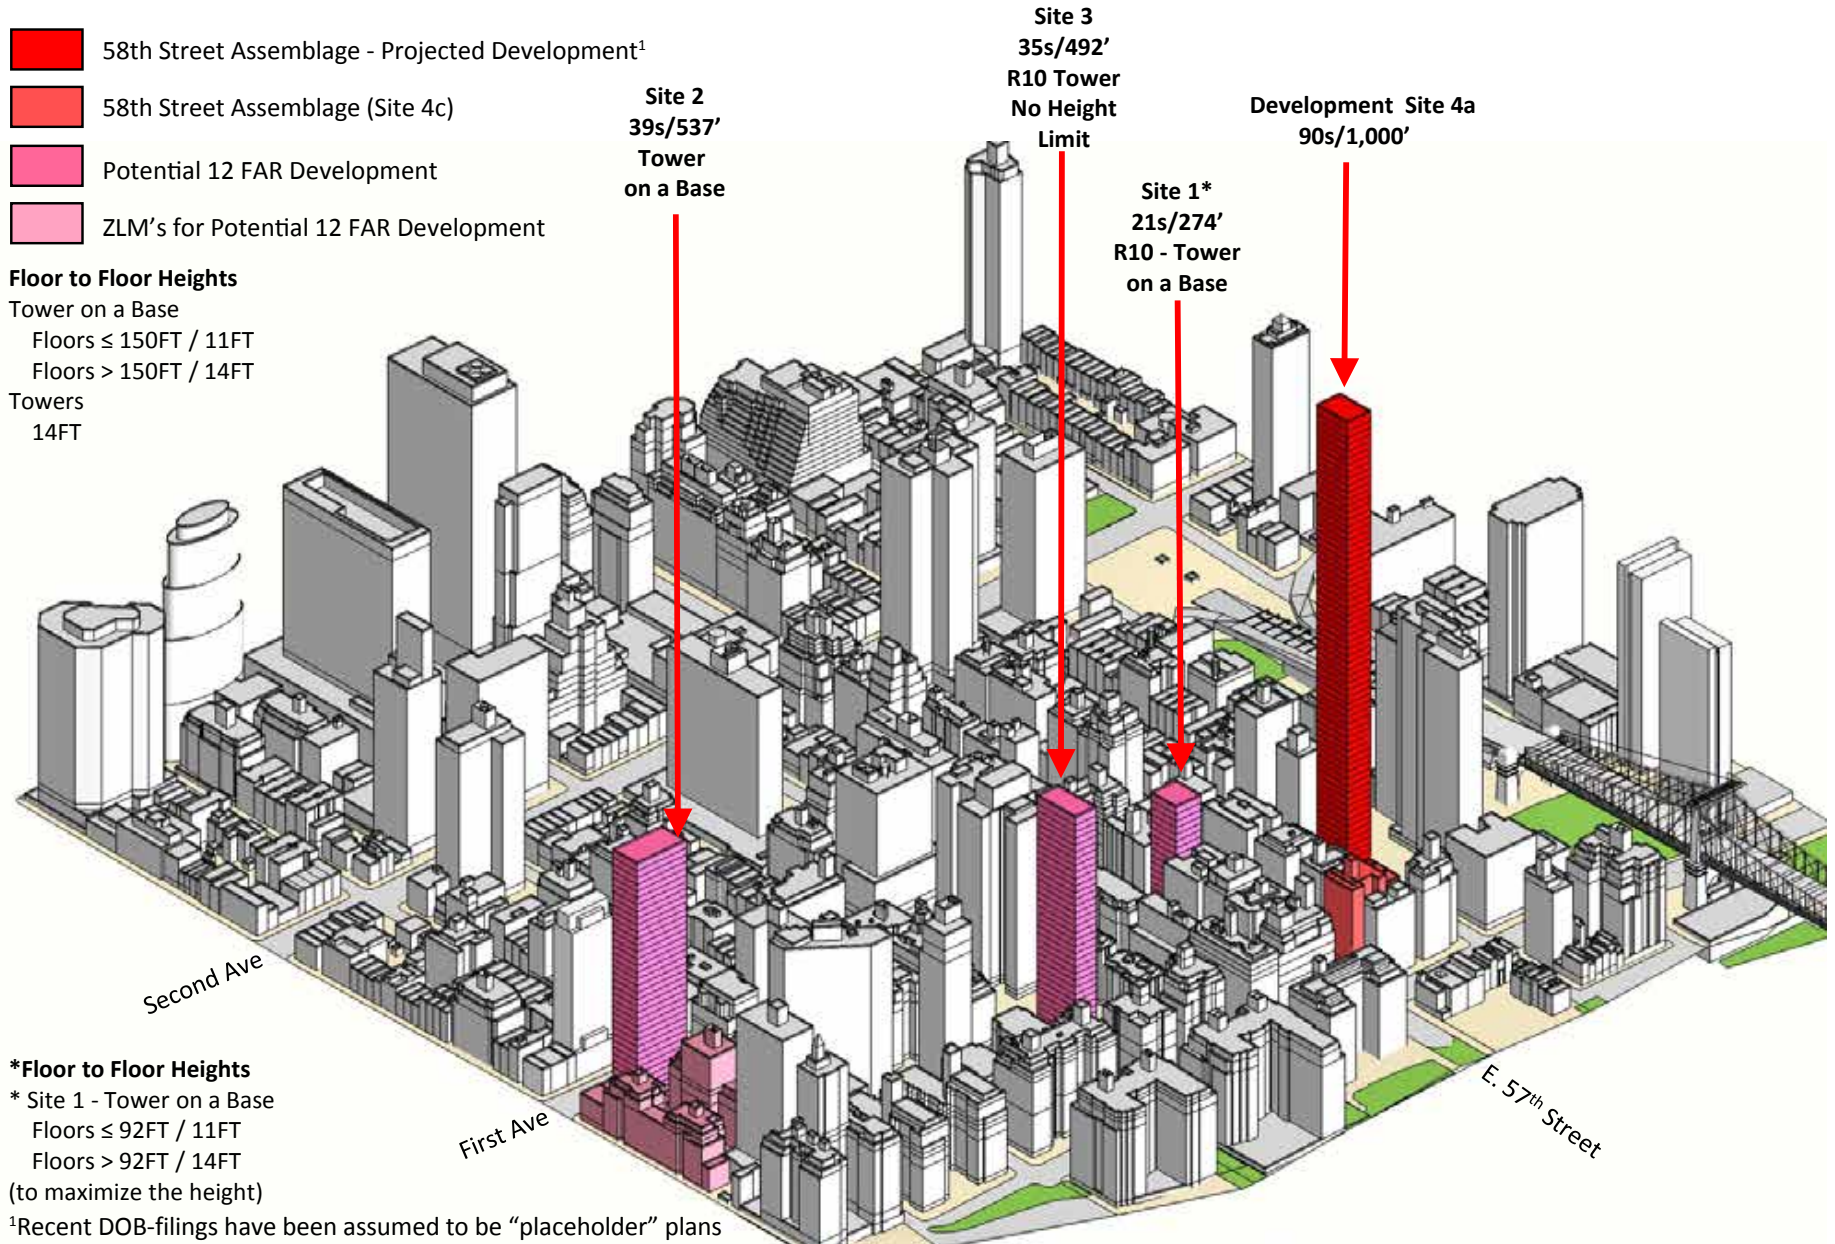 58th Street Assemblage - Projected Development¹
58th Street Assemblage (Site 4c)
Potential 12 FAR Development
ZLM's for Potential 12 FAR Development
Floor to Floor Heights
Tower on a Base
Floors ≤ 150FT / 11FT
Floors > 150FT / 14FT
Towers
14FT
Site 2
39s/537’
Tower
on a Base
Site 3
35s/492’
R10 Tower
No Height
Limit
Site 1*
21s/274’
R10 - Tower
on a Base
Development Site 4a
90s/1,000’
Second Ave
First Ave
E. 57th Street
*Floor to Floor Heights
* Site 1 - Tower on a Base
Floors ≤ 92FT / 11FT
Floors > 92FT / 14FT
(to maximize the height)
¹Recent DOB-filings have been assumed to be “placeholder” plans